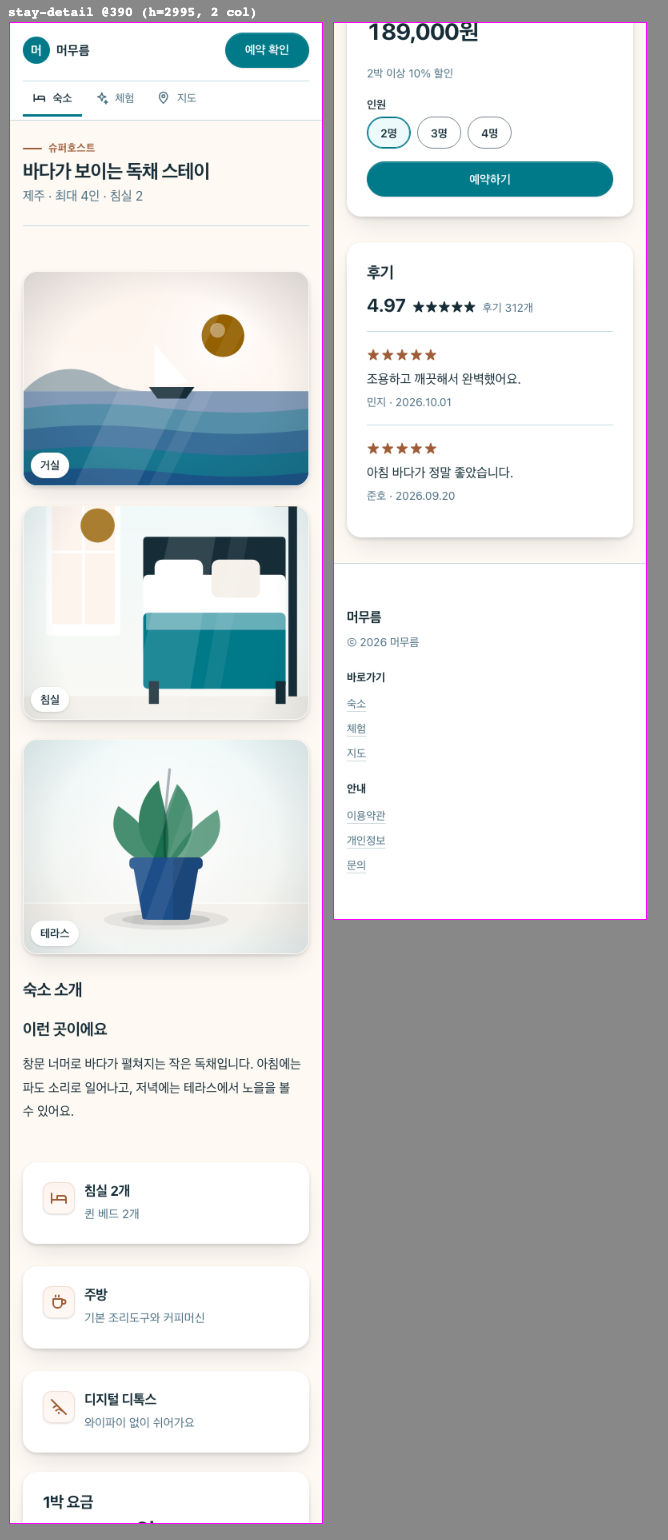 stay-detail @390 (h=2995, 2 col)
머 머무름
예약 확인
숙소
체험
지도
슈퍼호스트
바다가 보이는 독채 스테이
제주 · 최대 4인 · 침실 2
거실
침실
테라스
숙소 소개
이런 곳이에요
창문 너머로 바다가 펼쳐지는 작은 독채입니다. 아침에는
파도 소리로 일어나고, 저녁에는 테라스에서 노을을 볼
수 있어요.
침실 2개
퀸 베드 2개
주방
기본 조리도구와 커피머신
디지털 디톡스
와이파이 없이 쉬어가요
1박 요금
189,000원
2박 이상 10% 할인
인원
2명
3명
4명
예약하기
후기
4.97 ★★★★★ 후기 312개
★★★★★
조용하고 깨끗해서 완벽했어요.
민지 · 2026.10.01
★★★★★
아침 바다가 정말 좋았습니다.
준호 · 2026.09.20
머무름
© 2026 머무름
바로가기
숙소
체험
지도
안내
이용약관
개인정보
문의